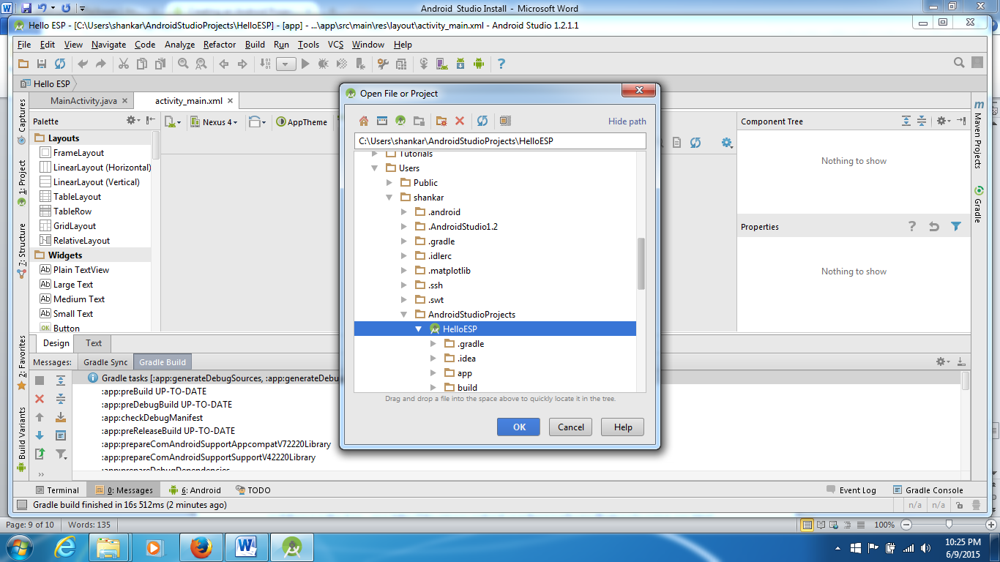 Android Studio Install - Microsoft Word
Hello ESP - [C:\Users\shankar\AndroidStudioProjects\HelloESP] - [app] - ...\app\src\main\res\layout\activity_main.xml - Android Studio 1.2.1.1
File Edit View Navigate Code Analyze Refactor Build Run Tools VCS Window Help
Hello ESP
MainActivity.java activity_main.xml
Captures
1: Project
7: Structure
2: Favorites
Build Variants
Palette
Nexus 4 AppTheme
Layouts
FrameLayout
LinearLayout (Horizontal)
LinearLayout (Vertical)
TableLayout
TableRow
GridLayout
RelativeLayout
Widgets
Ab Plain TextView
Ab Large Text
Ab Medium Text
Ab Small Text
OK Button
Design Text
Open File or Project
Hide path
C:\Users\shankar\AndroidStudioProjects\HelloESP
Tutorials
Users
Public
shankar
.android
.AndroidStudio1.2
.gradle
.idlerc
.matplotlib
.ssh
.swt
AndroidStudioProjects
HelloESP
.gradle
.idea
app
build
Drag and drop a file into the space above to quickly locate it in the tree.
OK Cancel Help
Component Tree
Nothing to show
Properties
Nothing to show
m Maven Projects
Gradle
Messages: Gradle Sync Gradle Build
Gradle tasks [:app:generateDebugSources, :app:generateDebu
:app:preBuild UP-TO-DATE
:app:preDebugBuild UP-TO-DATE
:app:checkDebugManifest
:app:preReleaseBuild UP-TO-DATE
:app:prepareComAndroidSupportAppcompatV72220Library
:app:prepareComAndroidSupportSupportV42220Library
:app:prepareDebugDependencies
Terminal 0: Messages 6: Android TODO Event Log Gradle Console
Gradle build finished in 16s 512ms (2 minutes ago) n/a n/a
Page: 9 of 10 Words: 135 100%
10:25 PM
6/9/2015